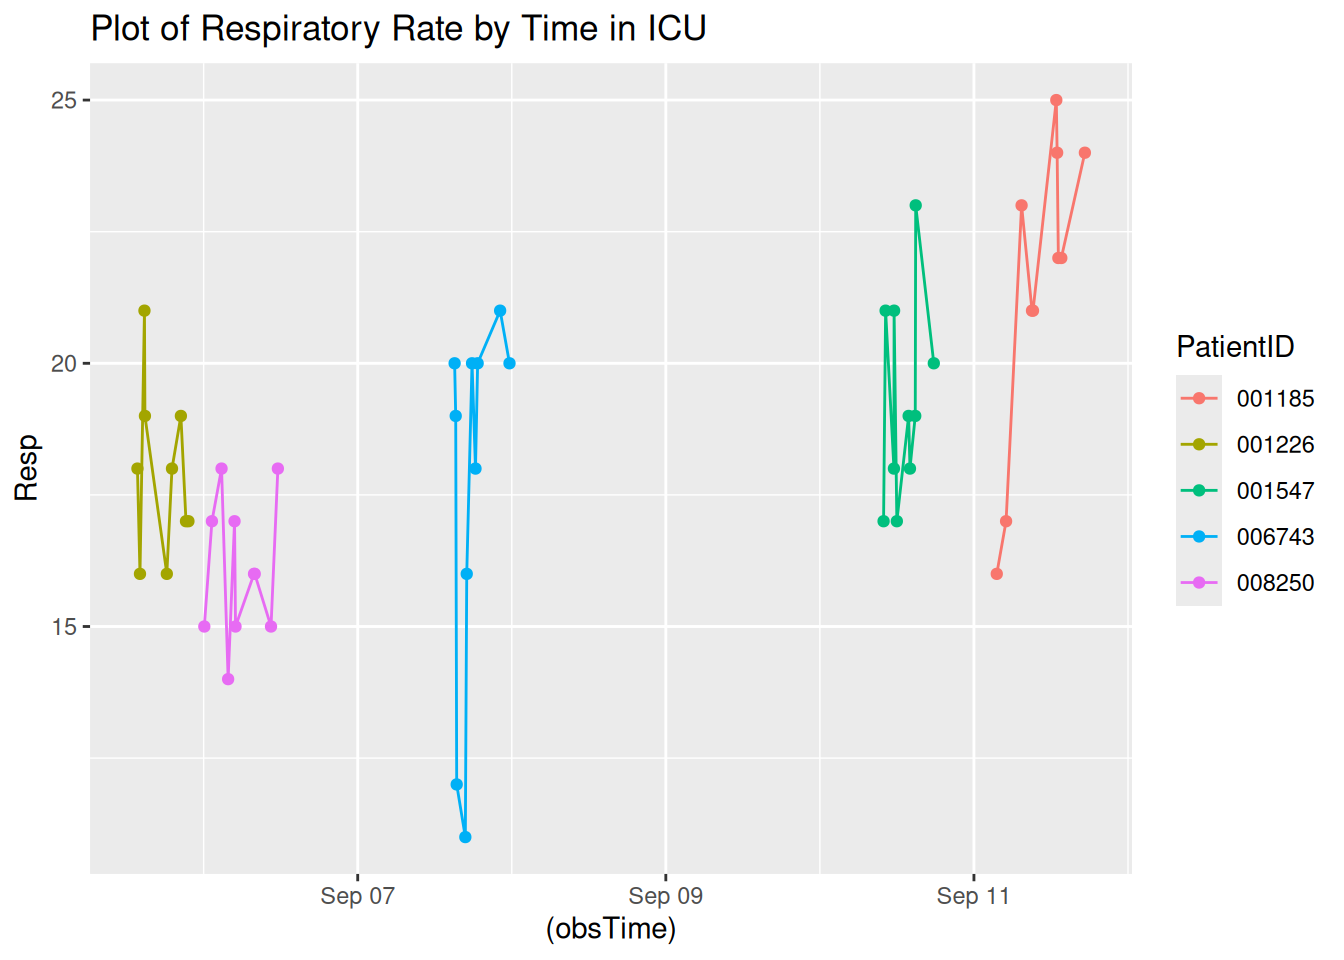 Plot of Respiratory Rate by Time in ICU
25
20
15
Resp
Sep 07
Sep 09
Sep 11
(obsTime)
PatientID
001185
001226
001547
006743
008250